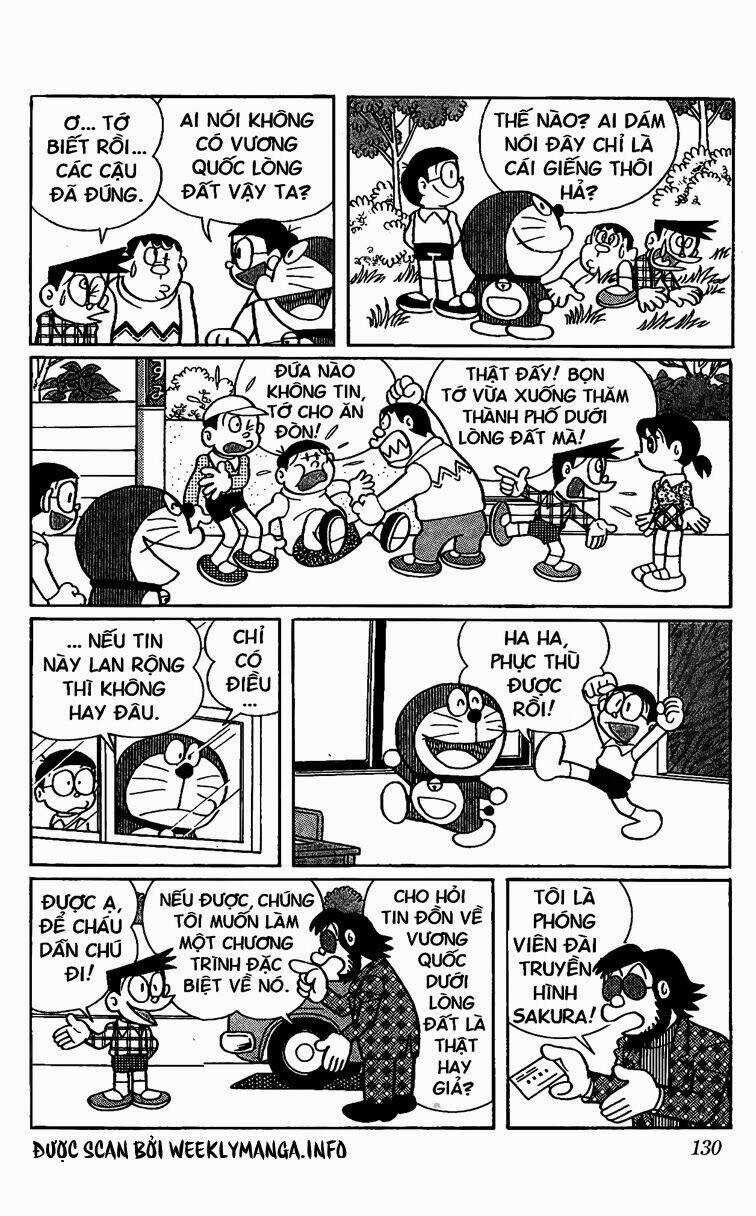 THẾ NÀO? AI DÁM
NÓI ĐÂY CHỈ LÀ
CÁI GIẾNG THÔI
HẢ?
AI NÓI KHÔNG
CÓ VƯƠNG
QUỐC LÒNG
ĐẤT VẬY TA?
Ơ... TỚ
BIẾT RỒI...
CÁC CẬU
ĐÃ ĐÚNG.
THẬT ĐẤY! BỌN
TỚ VỪA XUỐNG THĂM
THÀNH PHỐ DƯỚI
LÒNG ĐẤT MÀ!
ĐỨA NÀO
KHÔNG TIN,
TỚ CHO ĂN
ĐÒN!
HA HA,
PHỤC THÙ
ĐƯỢC
RỒI!
CHỈ
CÓ
ĐIỀU
...
... NẾU TIN
NÀY LAN RỘNG
THÌ KHÔNG
HAY ĐÂU.
TÔI LÀ
PHÓNG
VIÊN ĐÀI
TRUYỀN
HÌNH
SAKURA!
CHO HỎI
TIN ĐỒN VỀ
VƯƠNG
QUỐC
DƯỚI
LÒNG
ĐẤT LÀ
THẬT
HAY
GIẢ?
NẾU ĐƯỢC, CHÚNG
TÔI MUỐN LÀM
MỘT CHƯƠNG
TRÌNH ĐẶC
BIỆT VỀ NÓ.
ĐƯỢC Ạ,
ĐỂ CHÁU
DẪN CHÚ
ĐI!
ĐƯỢC SCAN BỞI WEEKLYMANGA.INFO
130